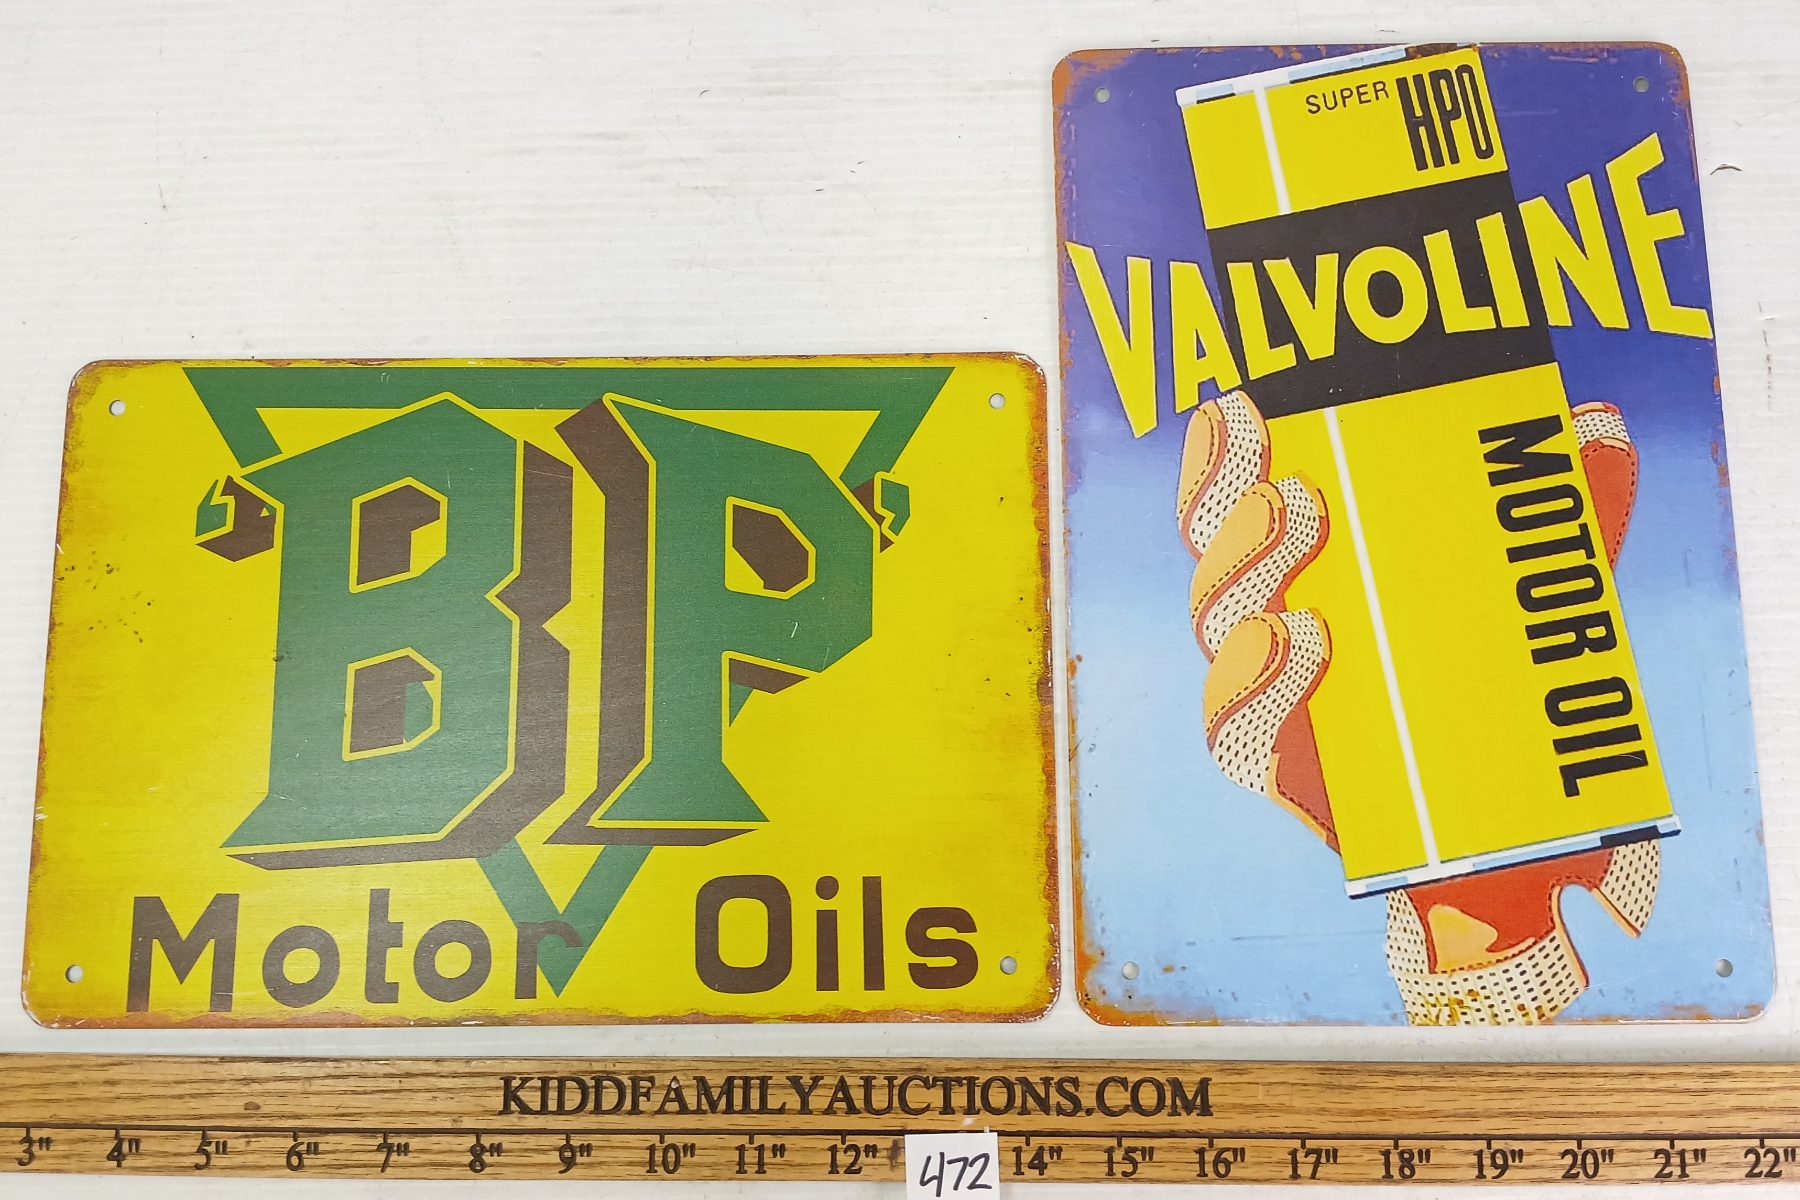 "BP"
Motor Oils
SUPER HPO
VALVOLINE
MOTOR OIL
KIDDFAMILYAUCTIONS.COM
3" 4" 5" 6" 7" 8" 9" 10" 11" 12" 14" 15" 16" 17" 18" 19" 20" 21" 22"
472